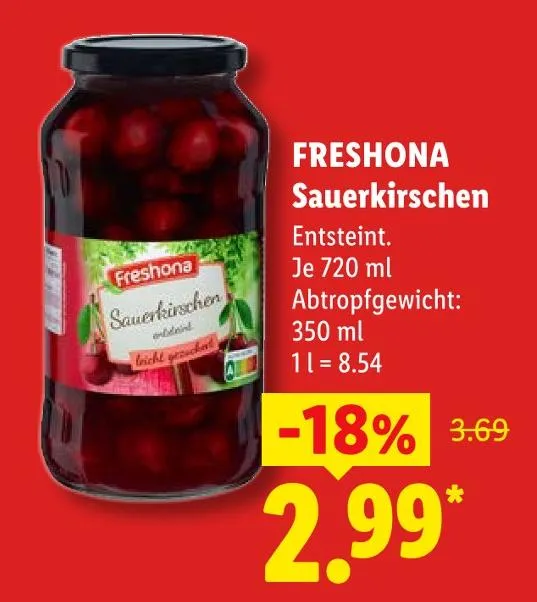 FRESHONA
Sauerkirschen
Entsteint.
Je 720 ml
Abtropfgewicht:
350 ml
1 l = 8.54
-18% 3.69
2.99*
Freshona
Sauerkirschen
entsteint
leicht gezuckert
A